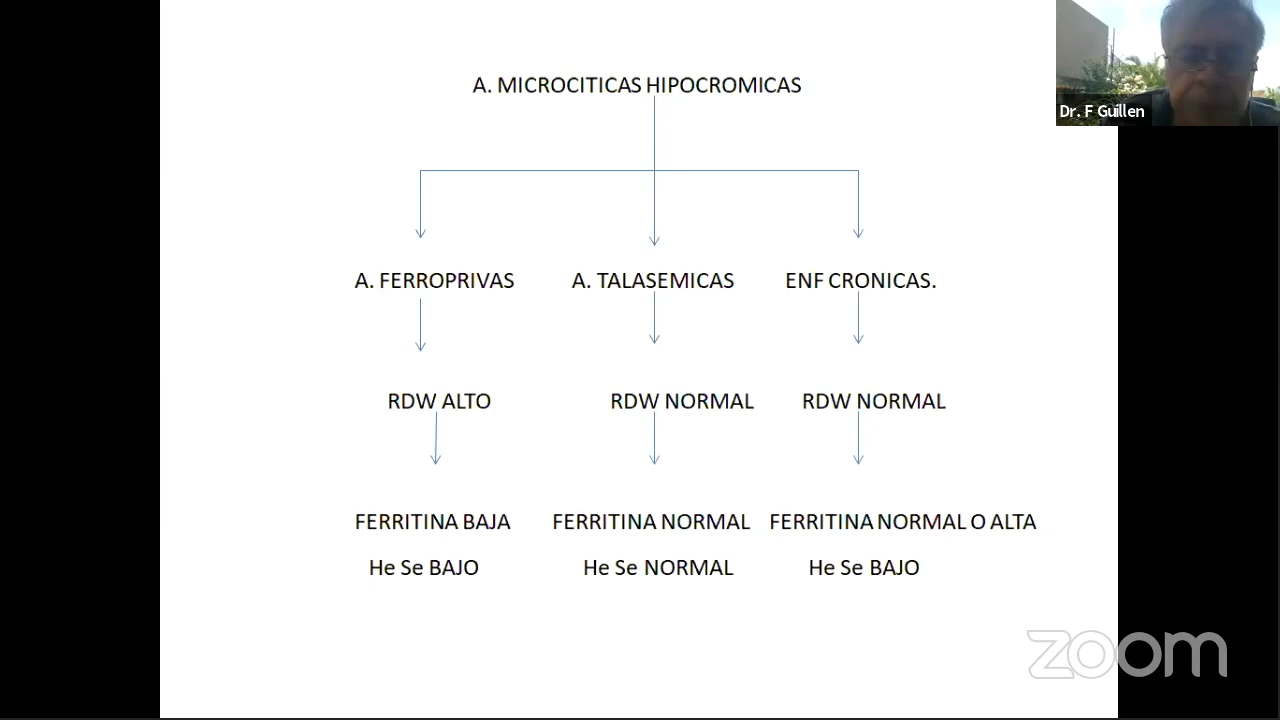 A. MICROCITICAS HIPOCROMICAS
Dr. F Guillen
A. FERROPRIVAS
A. TALASEMICAS
ENF CRONICAS.
RDW ALTO
RDW NORMAL
RDW NORMAL
FERRITINA BAJA
FERRITINA NORMAL
FERRITINA NORMAL O ALTA
He Se BAJO
He Se NORMAL
He Se BAJO
zoom